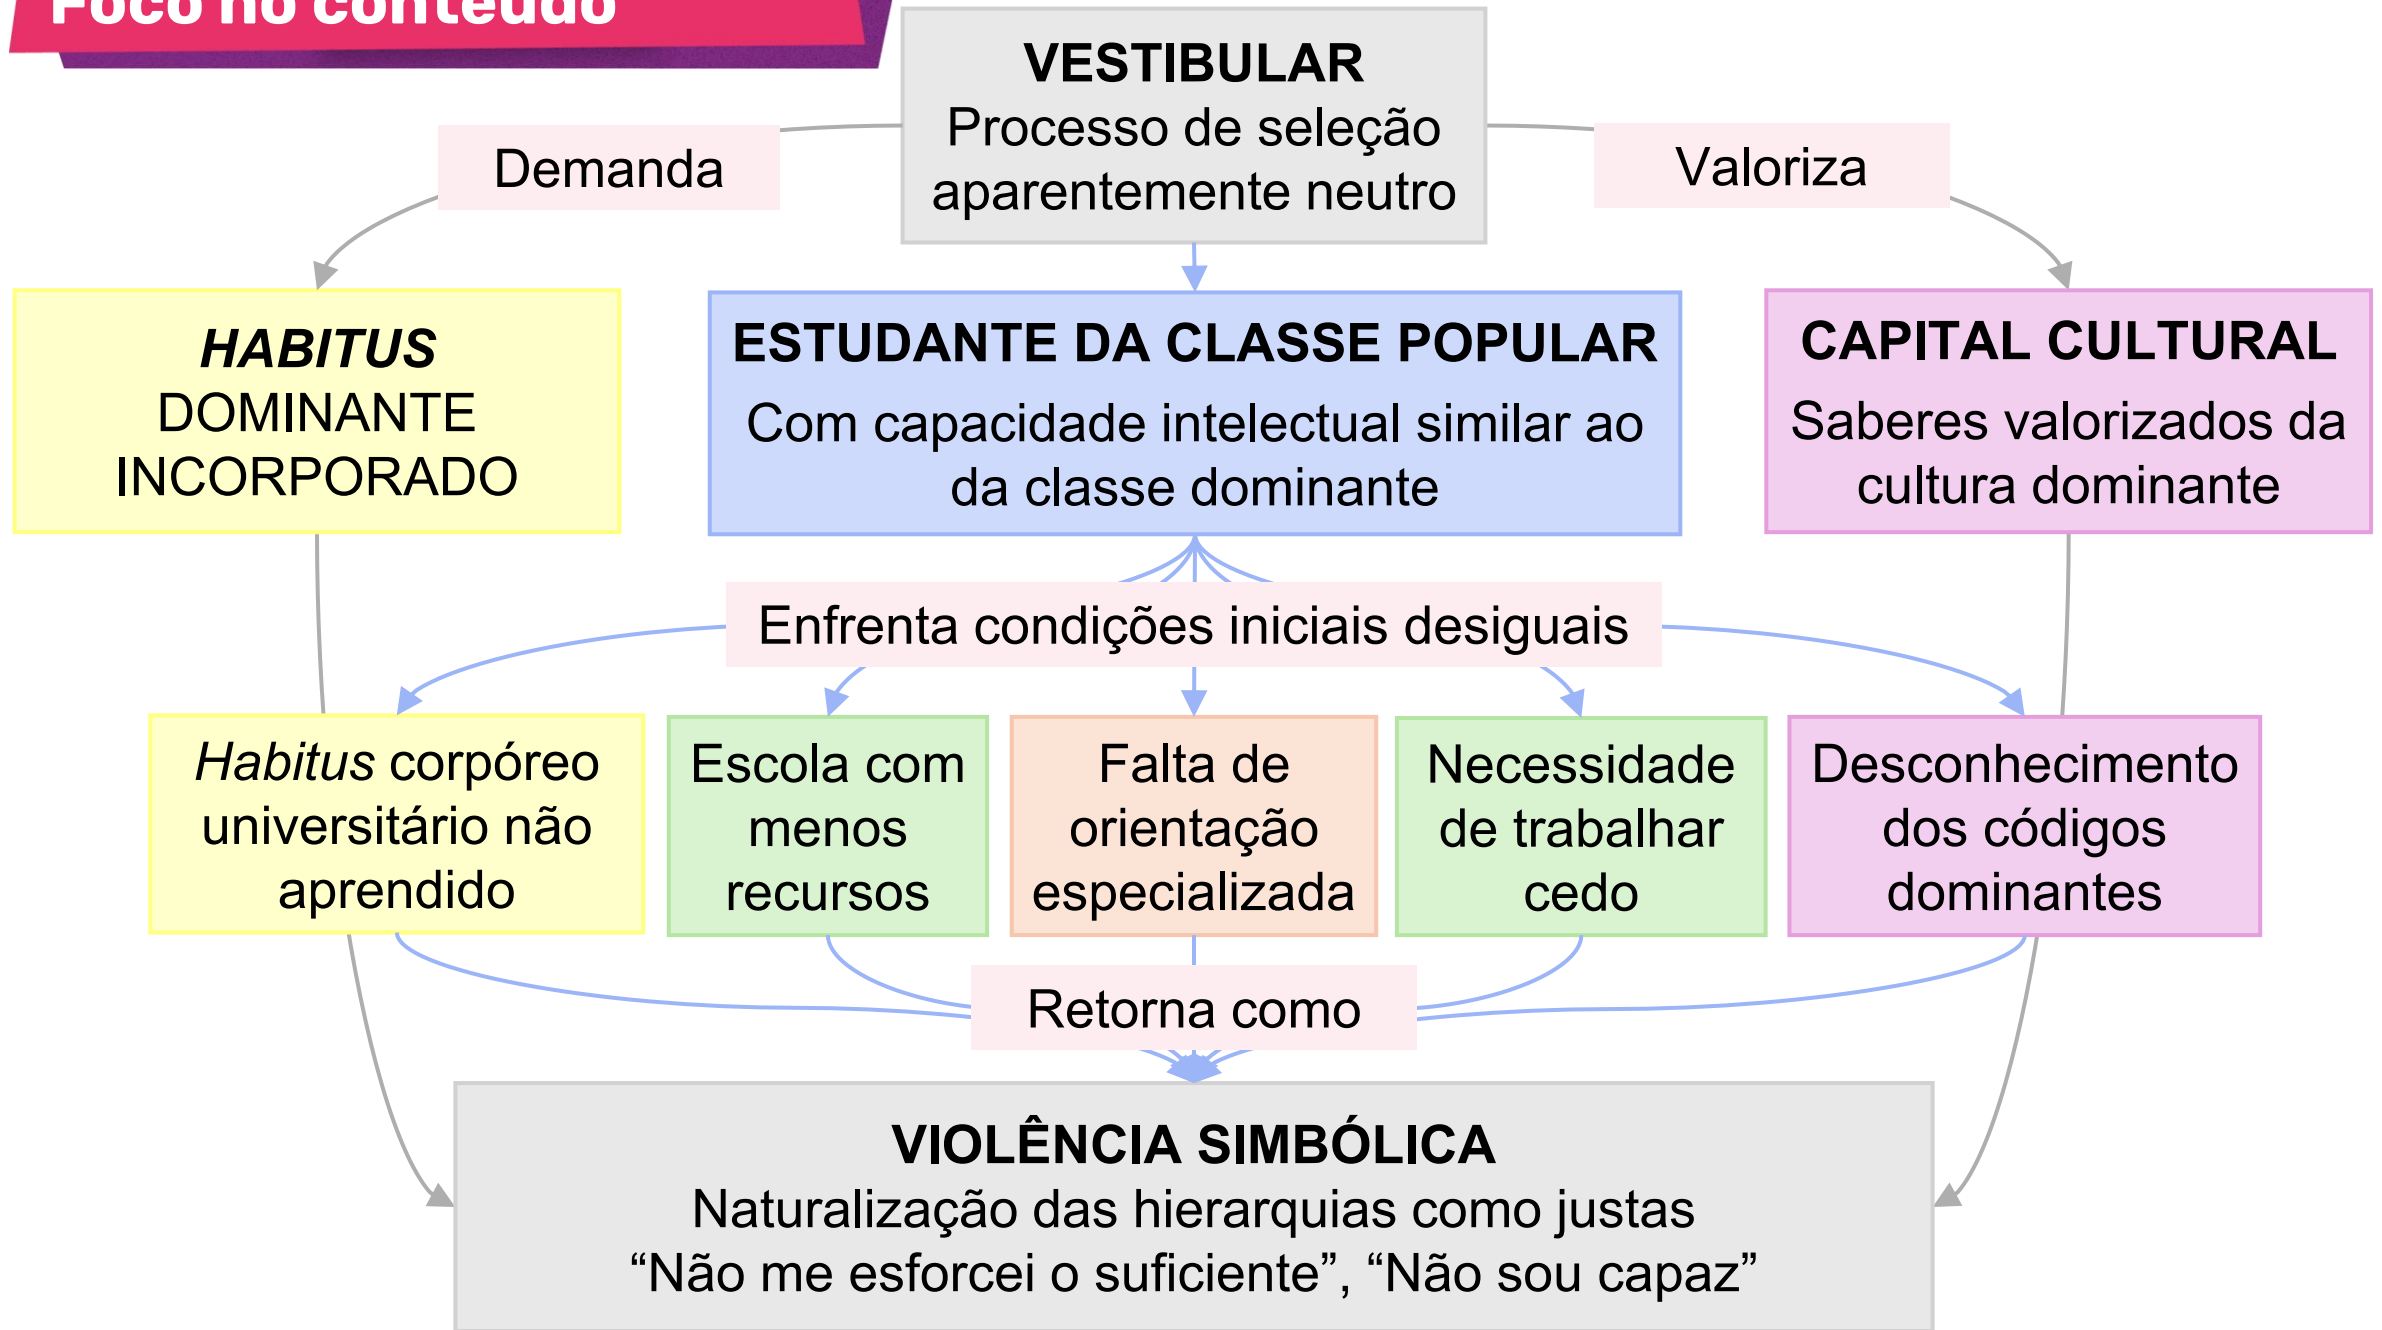 Foco no conteúdo
VESTIBULAR
Processo de seleção
aparentemente neutro
Demanda
Valoriza
HABITUS
DOMINANTE
INCORPORADO
ESTUDANTE DA CLASSE POPULAR
Com capacidade intelectual similar ao
da classe dominante
CAPITAL CULTURAL
Saberes valorizados da
cultura dominante
Enfrenta condições iniciais desiguais
Habitus corpóreo
universitário não
aprendido
Escola com
menos
recursos
Falta de
orientação
especializada
Necessidade
de trabalhar
cedo
Desconhecimento
dos códigos
dominantes
Retorna como
VIOLÊNCIA SIMBÓLICA
Naturalização das hierarquias como justas
“Não me esforcei o suficiente”, “Não sou capaz”